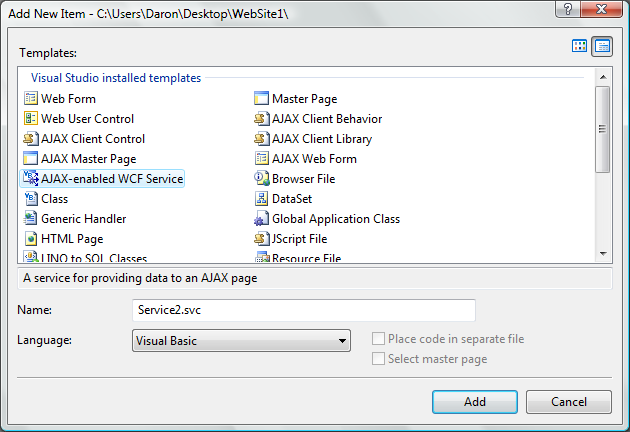 Add New Item - C:\Users\Daron\Desktop\WebSite1\
Templates:
Visual Studio installed templates
Web Form
Master Page
Web User Control
AJAX Client Behavior
AJAX Client Control
AJAX Client Library
AJAX Master Page
AJAX Web Form
AJAX-enabled WCF Service
Browser File
Class
DataSet
Generic Handler
Global Application Class
HTML Page
JScript File
LINQ to SQL Classes
Resource File
A service for providing data to an AJAX page
Name:
Service2.svc
Language:
Visual Basic
Place code in separate file
Select master page
Add
Cancel